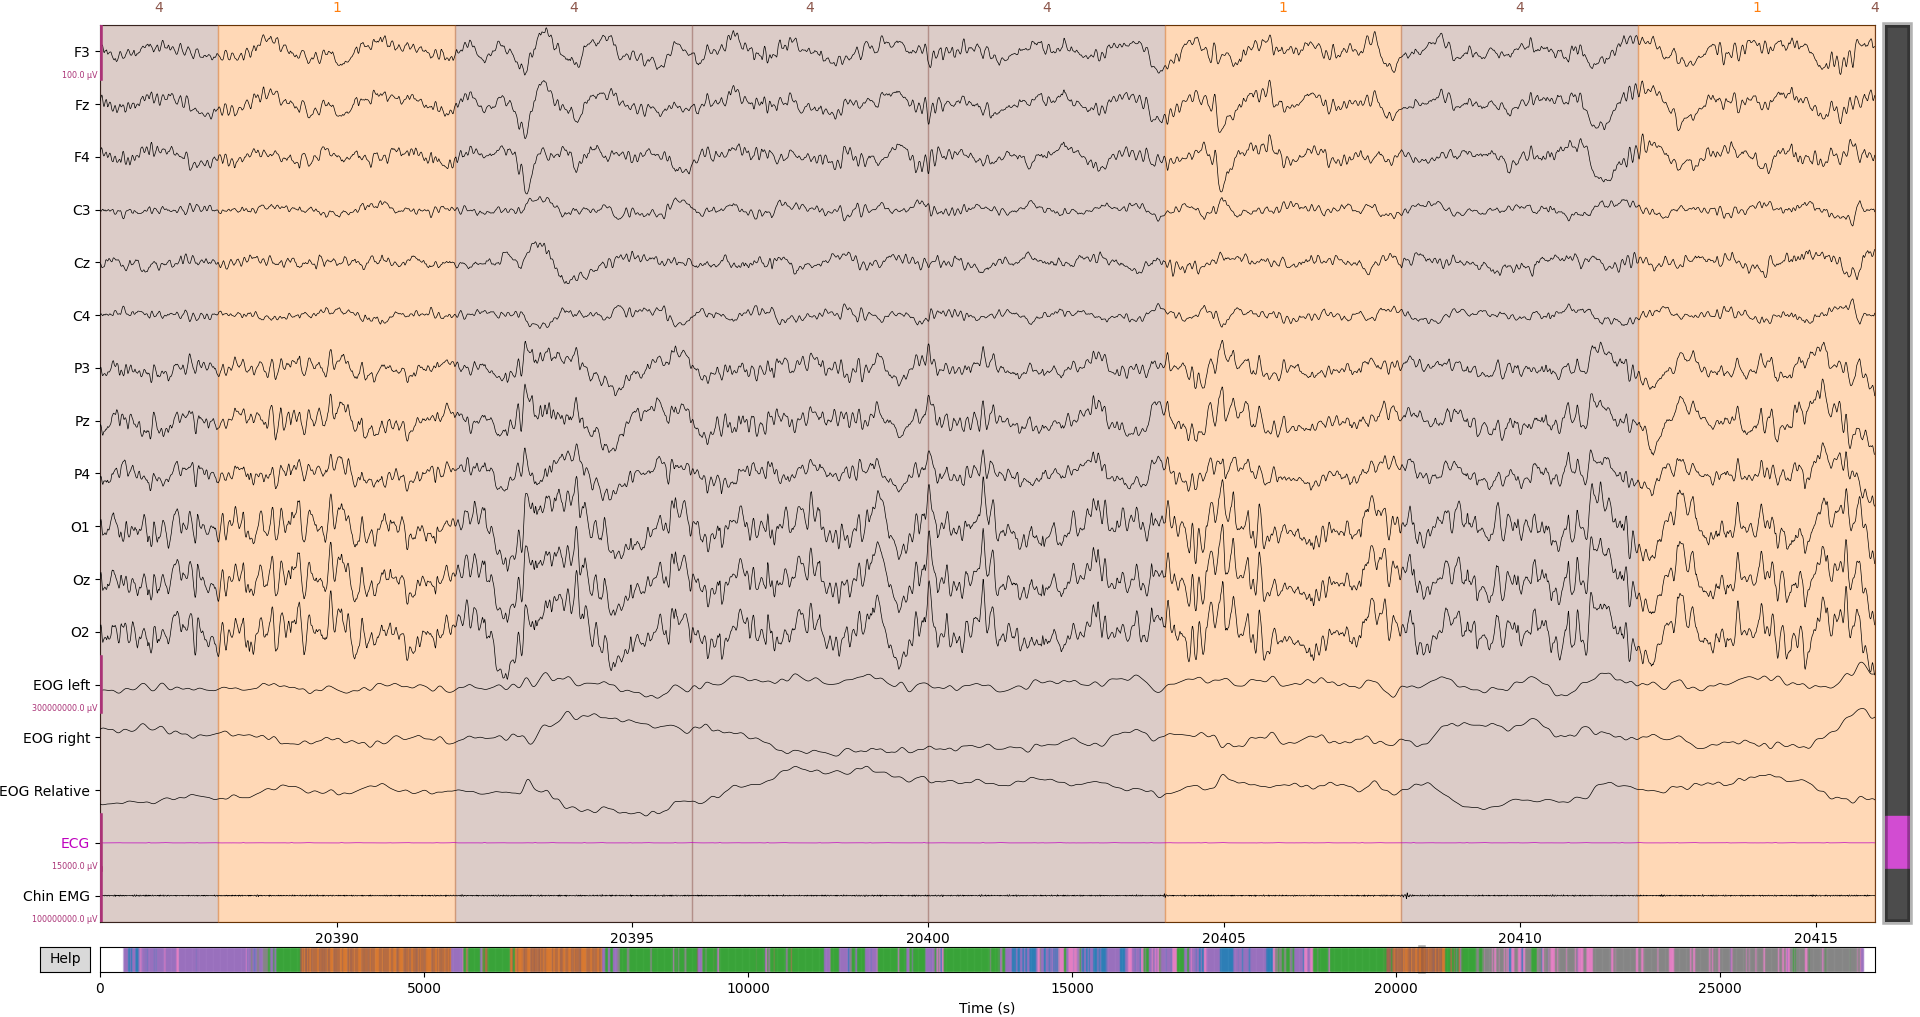 4 1 4 4 4 1 4 1 4
F3
100.0 µV
Fz
F4
C3
Cz
C4
P3
Pz
P4
O1
Oz
O2
EOG left
300000000.0 µV
EOG right
EOG Relative
ECG
15000.0 µV
Chin EMG
100000000.0 µV
20390 20395 20400 20405 20410 20415
Help
0 5000 10000 15000 20000 25000
Time (s)